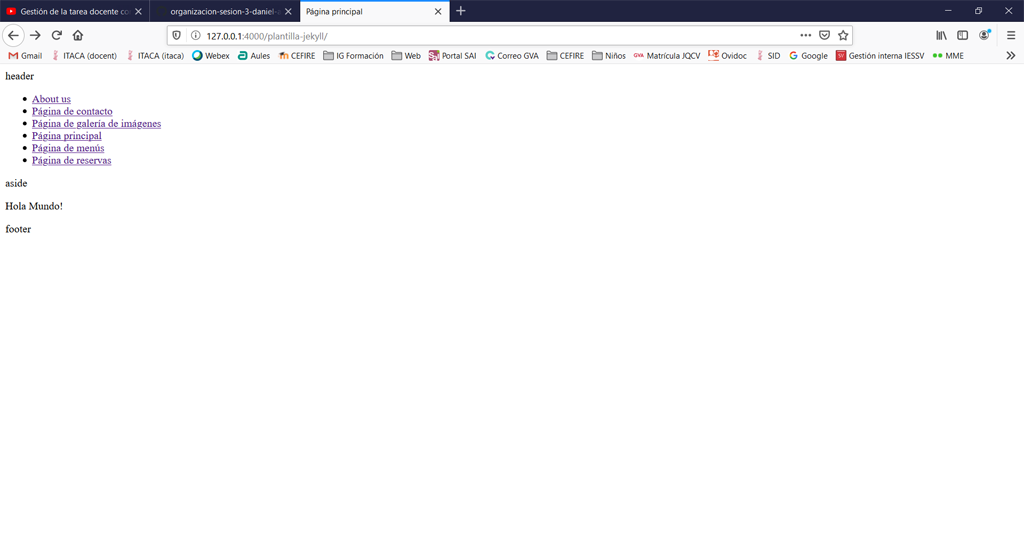 Gestión de la tarea docente co
organizacion-sesion-3-daniel-
Página principal
127.0.0.1:4000/plantilla-jekyll/
Gmail ITACA (docent) ITACA (itaca) Webex Aules CEFIRE IG Formación Web Portal SAI Correo GVA CEFIRE Niños GVA Matrícula JQCV Ovidoc SID Google Gestión interna IESSV MME
header
About us
Página de contacto
Página de galería de imágenes
Página principal
Página de menús
Página de reservas
aside
Hola Mundo!
footer